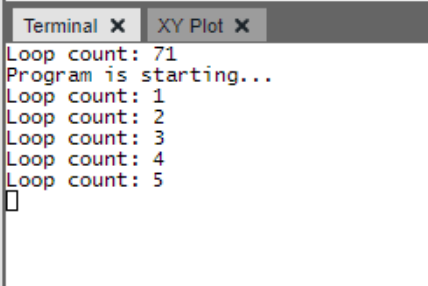 Terminal × XY Plot ×
Loop count: 71
Program is starting...
Loop count: 1
Loop count: 2
Loop count: 3
Loop count: 4
Loop count: 5